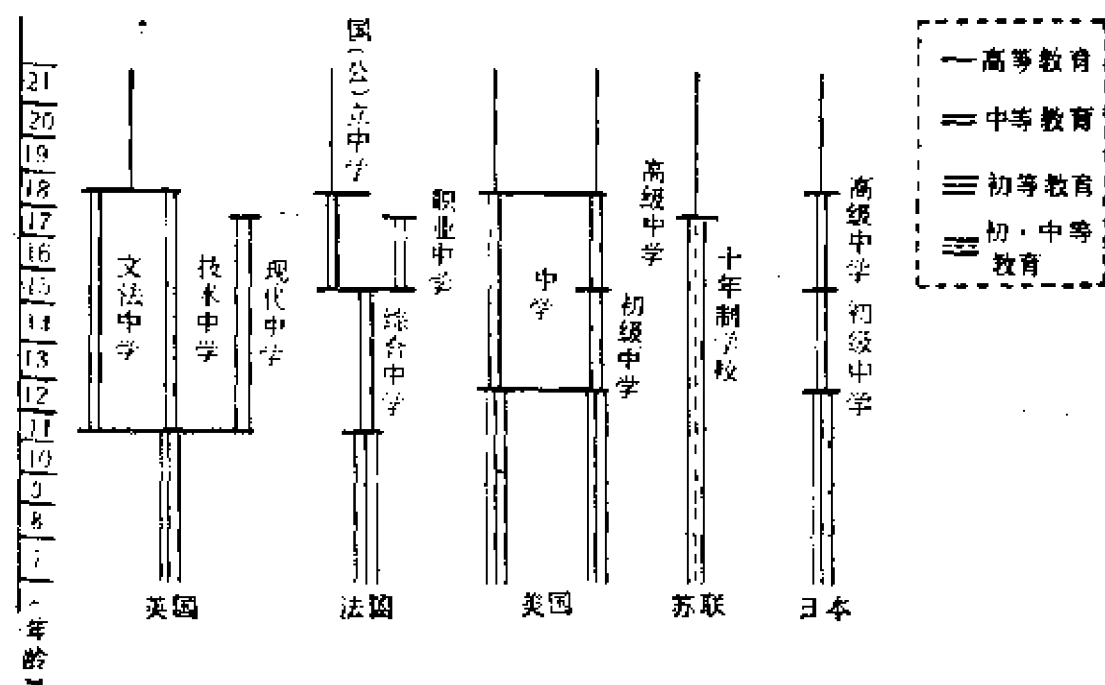 21
20
19
18
17
16
15
14
13
12
11
10
9
8
7
年龄
文法中学
技术中学
现代中学
英国
国(公)立中学
职业中学
综合中学
法国
中学
高级中学
初级中学
美国
十年制学校
苏联
高级中学
初级中学
日本
高等教育
中等教育
初等教育
初·中等
教育